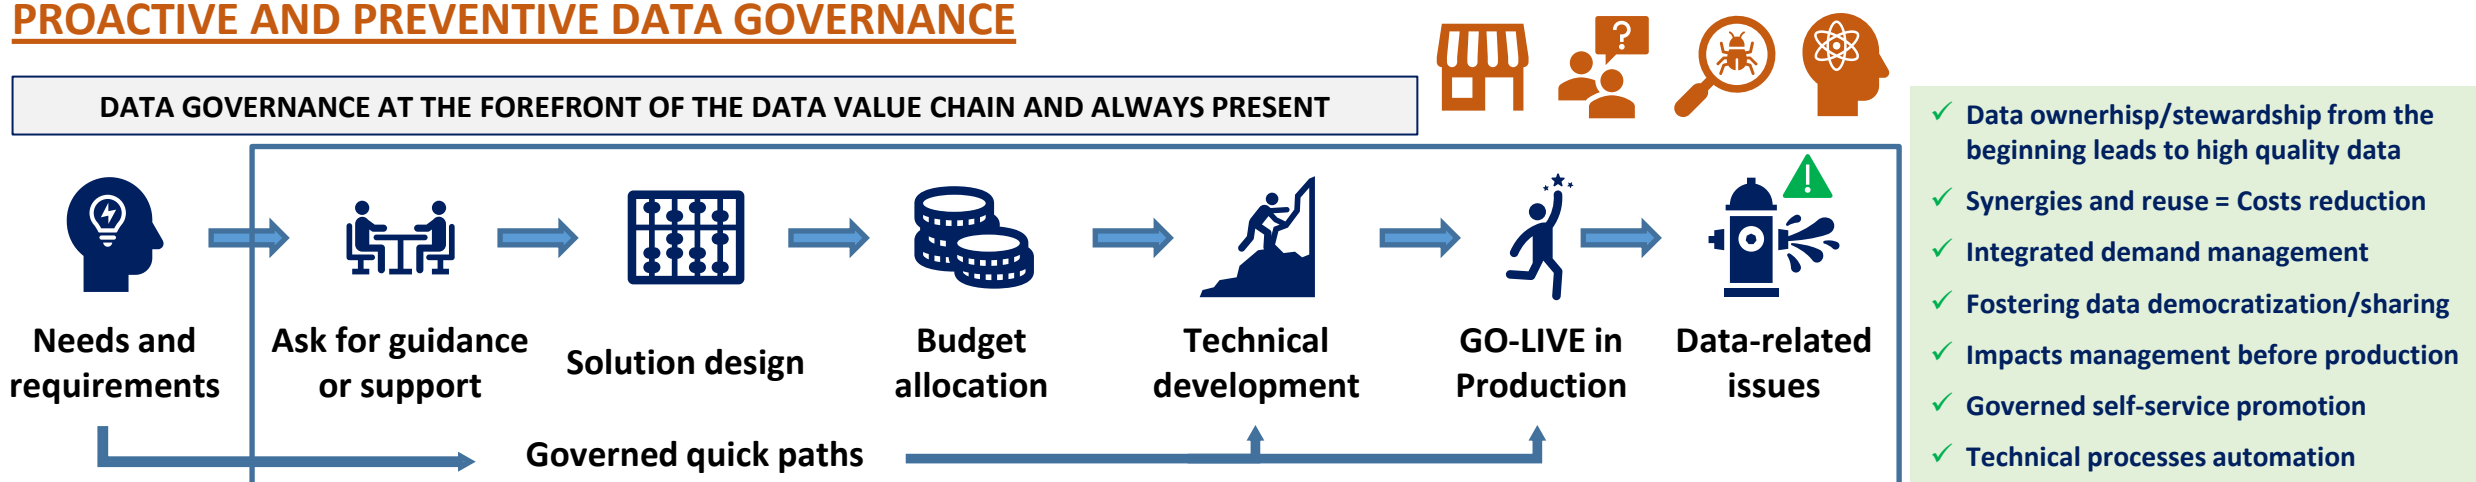 PROACTIVE AND PREVENTIVE DATA GOVERNANCE
?
DATA GOVERNANCE AT THE FOREFRONT OF THE DATA VALUE CHAIN AND ALWAYS PRESENT
!
Needs and
requirements
Ask for guidance
or support
Solution design
Budget
allocation
Technical
development
GO-LIVE in
Production
Data-related
issues
Governed quick paths
✓ Data ownerhisp/stewardship from the
beginning leads to high quality data
✓ Synergies and reuse = Costs reduction
✓ Integrated demand management
✓ Fostering data democratization/sharing
✓ Impacts management before production
✓ Governed self-service promotion
✓ Technical processes automation